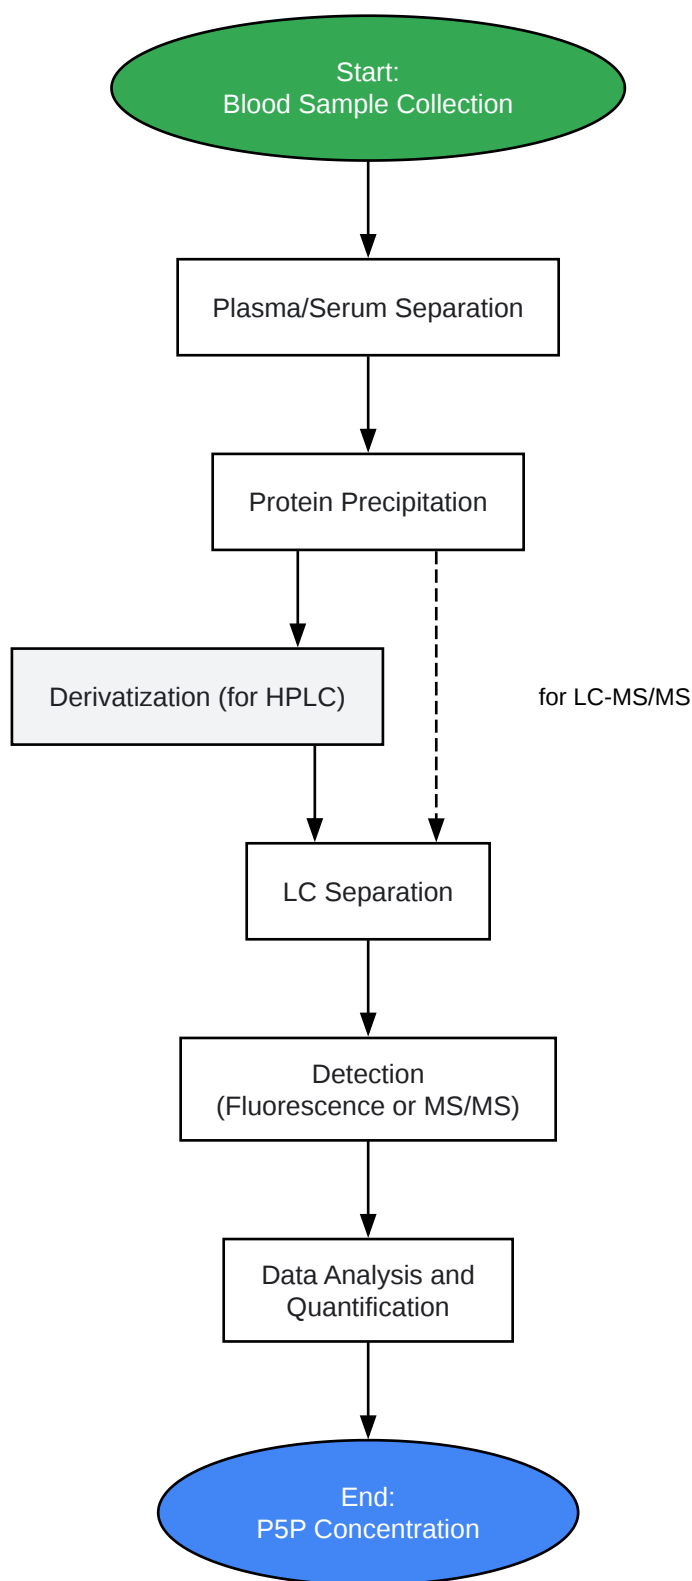 Start:
Blood Sample Collection
Plasma/Serum Separation
Protein Precipitation
Derivatization (for HPLC)
for LC-MS/MS
LC Separation
Detection
(Fluorescence or MS/MS)
Data Analysis and
Quantification
End:
P5P Concentration